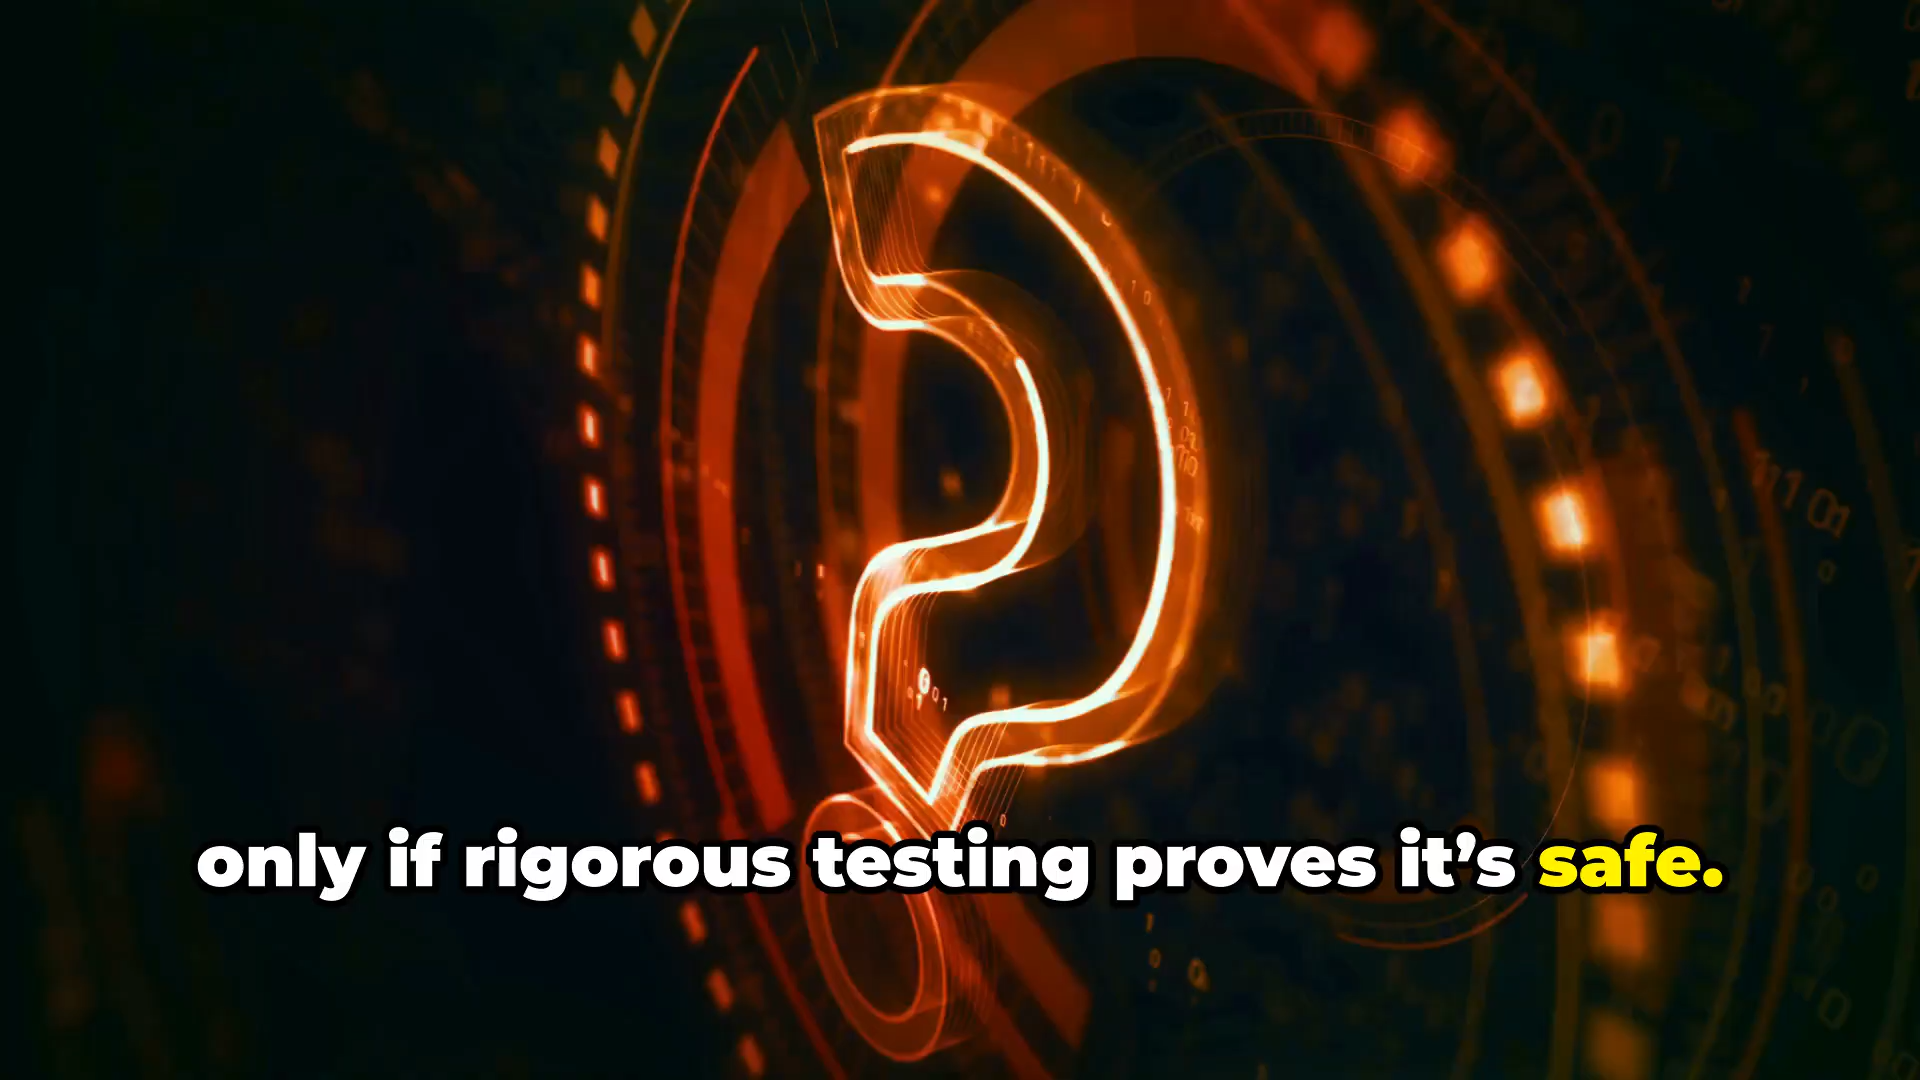 only if rigorous testing proves it’s safe.